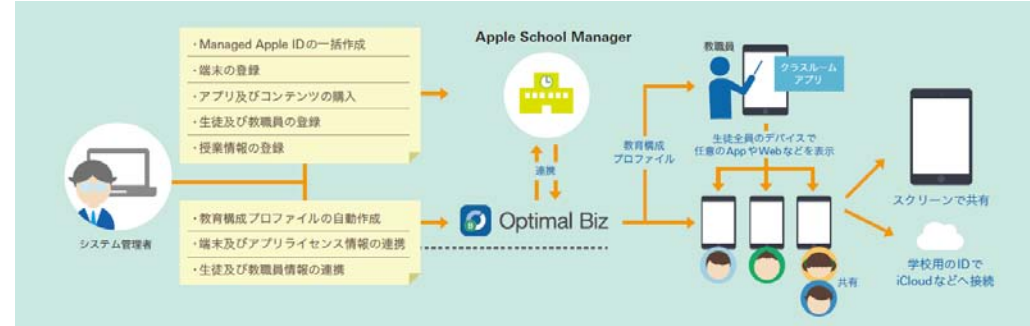 ・Managed Apple IDの一括作成
・端末の登録
・アプリ及びコンテンツの購入
・生徒及び教職員の登録
・授業情報の登録
システム管理者
・教育構成プロファイルの自動作成
・端末及びアプリライセンス情報の連携
・生徒及び教職員情報の連携
Apple School Manager
連携
Optimal Biz
教育構成
プロファイル
教職員
クラスルーム
アプリ
生徒全員のデバイスで
任意のAppやWebなどを表示
共有
スクリーンで共有
学校用のIDで
iCloudなどへ接続